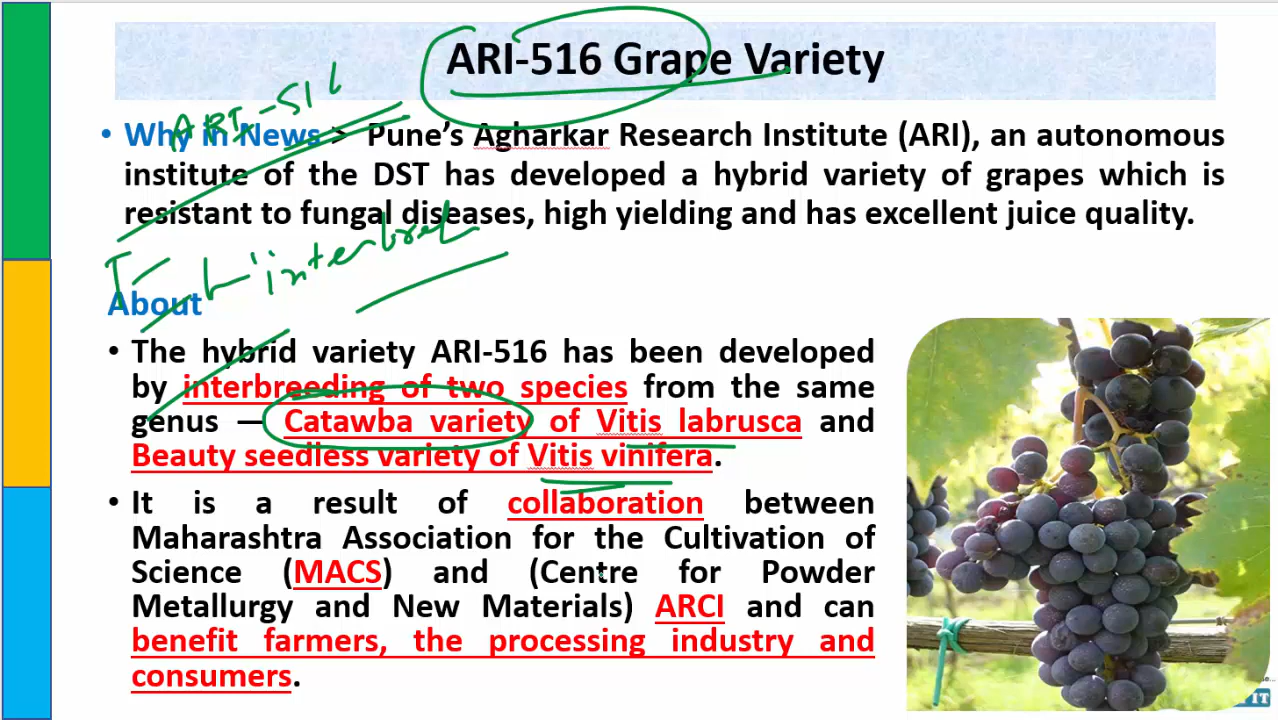 ARI-516 Grape Variety
ARI-516
• Why in News > Pune's Agharkar Research Institute (ARI), an autonomous
institute of the DST has developed a hybrid variety of grapes which is
resistant to fungal diseases, high yielding and has excellent juice quality.
interbred
About
• The hybrid variety ARI-516 has been developed
by interbreeding of two species from the same
genus — Catawba variety of Vitis labrusca and
Beauty seedless variety of Vitis vinifera.
• It is a result of collaboration between
Maharashtra Association for the Cultivation of
Science (MACS) and (Centre for Powder
Metallurgy and New Materials) ARCI and can
benefit farmers, the processing industry and
consumers.
IT